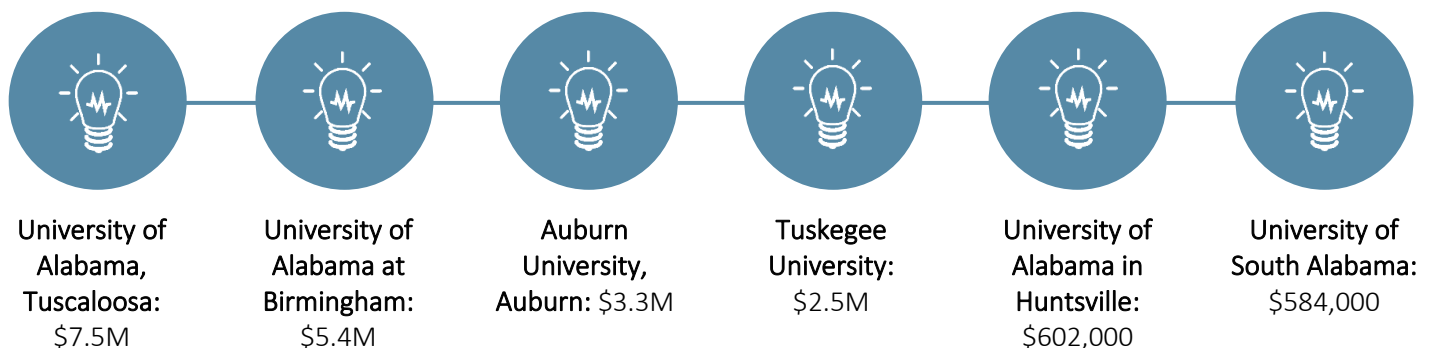 University of
Alabama,
Tuscaloosa:
$7.5M
University of
Alabama at
Birmingham:
$5.4M
Auburn
University,
Auburn: $3.3M
Tuskegee
University:
$2.5M
University of
Alabama in
Huntsville:
$602,000
University of
South Alabama:
$584,000